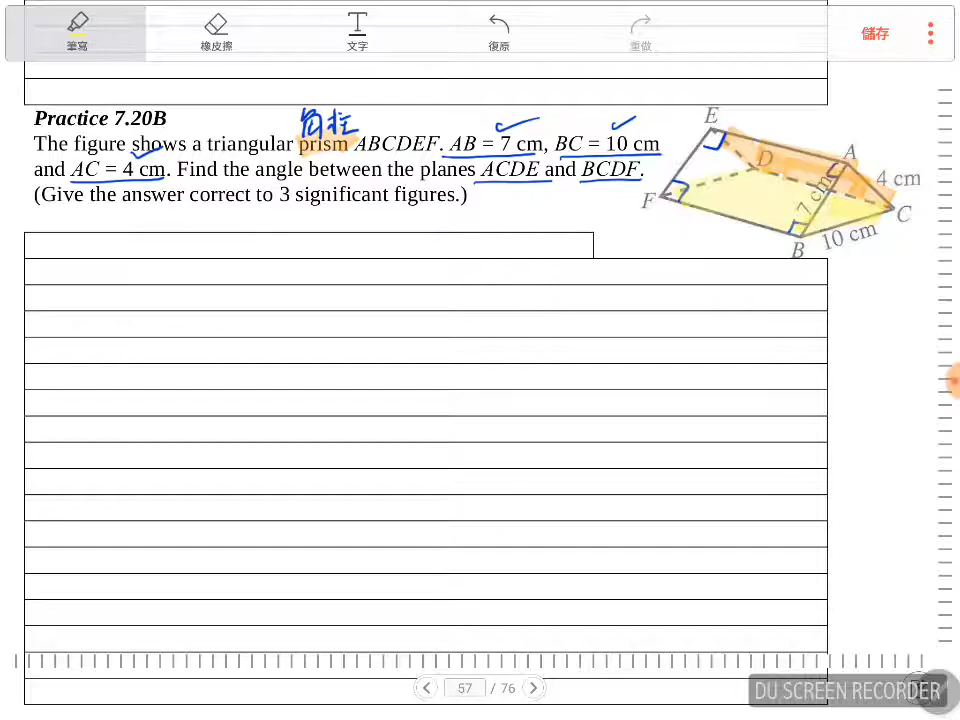 筆寫 橡皮擦 文字 復原 重做 儲存
Practice 7.20B
角柱
The figure shows a triangular prism ABCDEF. AB = 7 cm, BC = 10 cm
and AC = 4 cm. Find the angle between the planes ACDE and BCDF.
(Give the answer correct to 3 significant figures.)
E
D
A
4 cm
F
7 cm
C
B
10 cm
57 / 76
DU SCREEN RECORDER